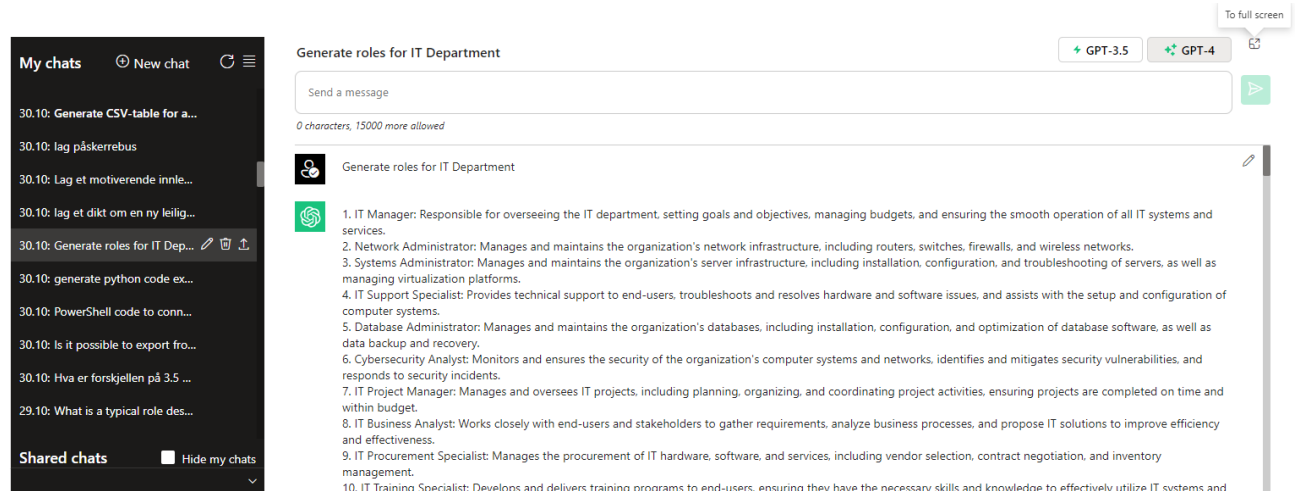 To full screen
My chats
New chat
Generate roles for IT Department
GPT-3.5
GPT-4
Send a message
0 characters, 15000 more allowed
30.10: Generate CSV-table for a...
30.10: lag påskerrebus
30.10: Lag et motiverende innle...
30.10: lag et dikt om en ny leilig...
30.10: Generate roles for IT Dep...
30.10: generate python code ex...
30.10: PowerShell code to conn...
30.10: Is it possible to export fro...
30.10: Hva er forskjellen på 3.5 ...
29.10: What is a typical role des...
Shared chats
Hide my chats
Generate roles for IT Department
1. IT Manager: Responsible for overseeing the IT department, setting goals and objectives, managing budgets, and ensuring the smooth operation of all IT systems and
services.
2. Network Administrator: Manages and maintains the organization's network infrastructure, including routers, switches, firewalls, and wireless networks.
3. Systems Administrator: Manages and maintains the organization's server infrastructure, including installation, configuration, and troubleshooting of servers, as well as
managing virtualization platforms.
4. IT Support Specialist: Provides technical support to end-users, troubleshoots and resolves hardware and software issues, and assists with the setup and configuration of
computer systems.
5. Database Administrator: Manages and maintains the organization's databases, including installation, configuration, and optimization of database software, as well as
data backup and recovery.
6. Cybersecurity Analyst: Monitors and ensures the security of the organization's computer systems and networks, identifies and mitigates security vulnerabilities, and
responds to security incidents.
7. IT Project Manager: Manages and oversees IT projects, including planning, organizing, and coordinating project activities, ensuring projects are completed on time and
within budget.
8. IT Business Analyst: Works closely with end-users and stakeholders to gather requirements, analyze business processes, and propose IT solutions to improve efficiency
and effectiveness.
9. IT Procurement Specialist: Manages the procurement of IT hardware, software, and services, including vendor selection, contract negotiation, and inventory
management.
10. IT Training Specialist: Develops and delivers training programs to end-users, ensuring they have the necessary skills and knowledge to effectively utilize IT systems and